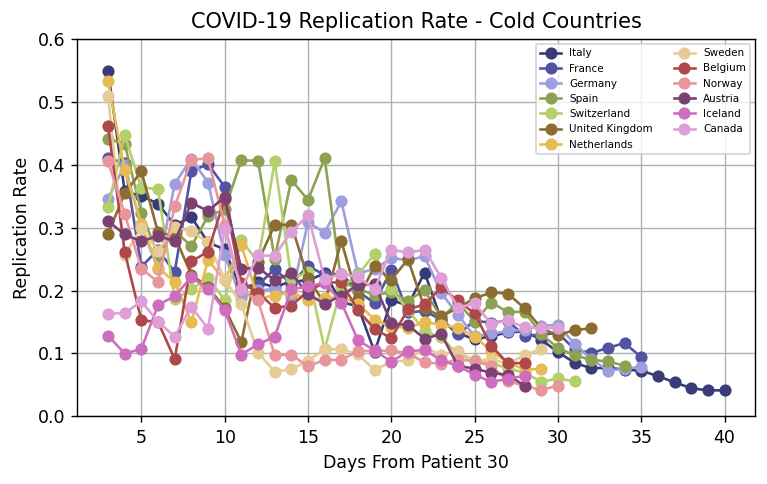 COVID-19 Replication Rate - Cold Countries
Replication Rate
0.6
0.5
0.4
0.3
0.2
0.1
0.0
Italy
France
Germany
Spain
Switzerland
United Kingdom
Netherlands
Sweden
Belgium
Norway
Austria
Iceland
Canada
5 10 15 20 25 30 35 40
Days From Patient 30